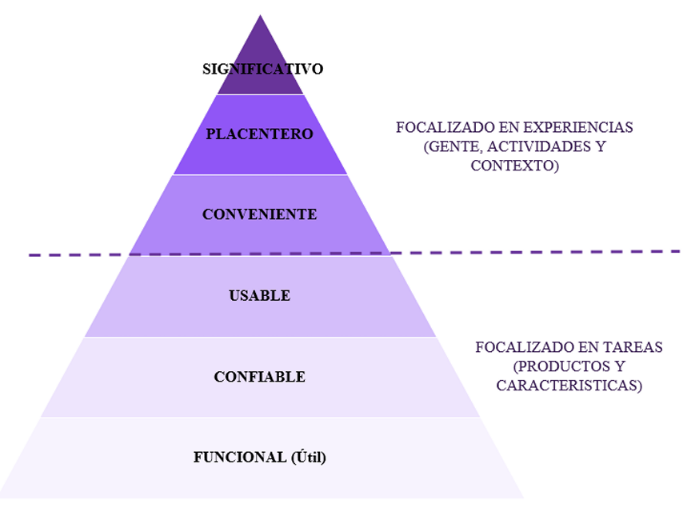 SIGNIFICATIVO
PLACENTERO
FOCALIZADO EN EXPERIENCIAS
(GENTE, ACTIVIDADES Y
CONTEXTO)
CONVENIENTE
USABLE
FOCALIZADO EN TAREAS
(PRODUCTOS Y
CARACTERISTICAS)
CONFIABLE
FUNCIONAL (Útil)